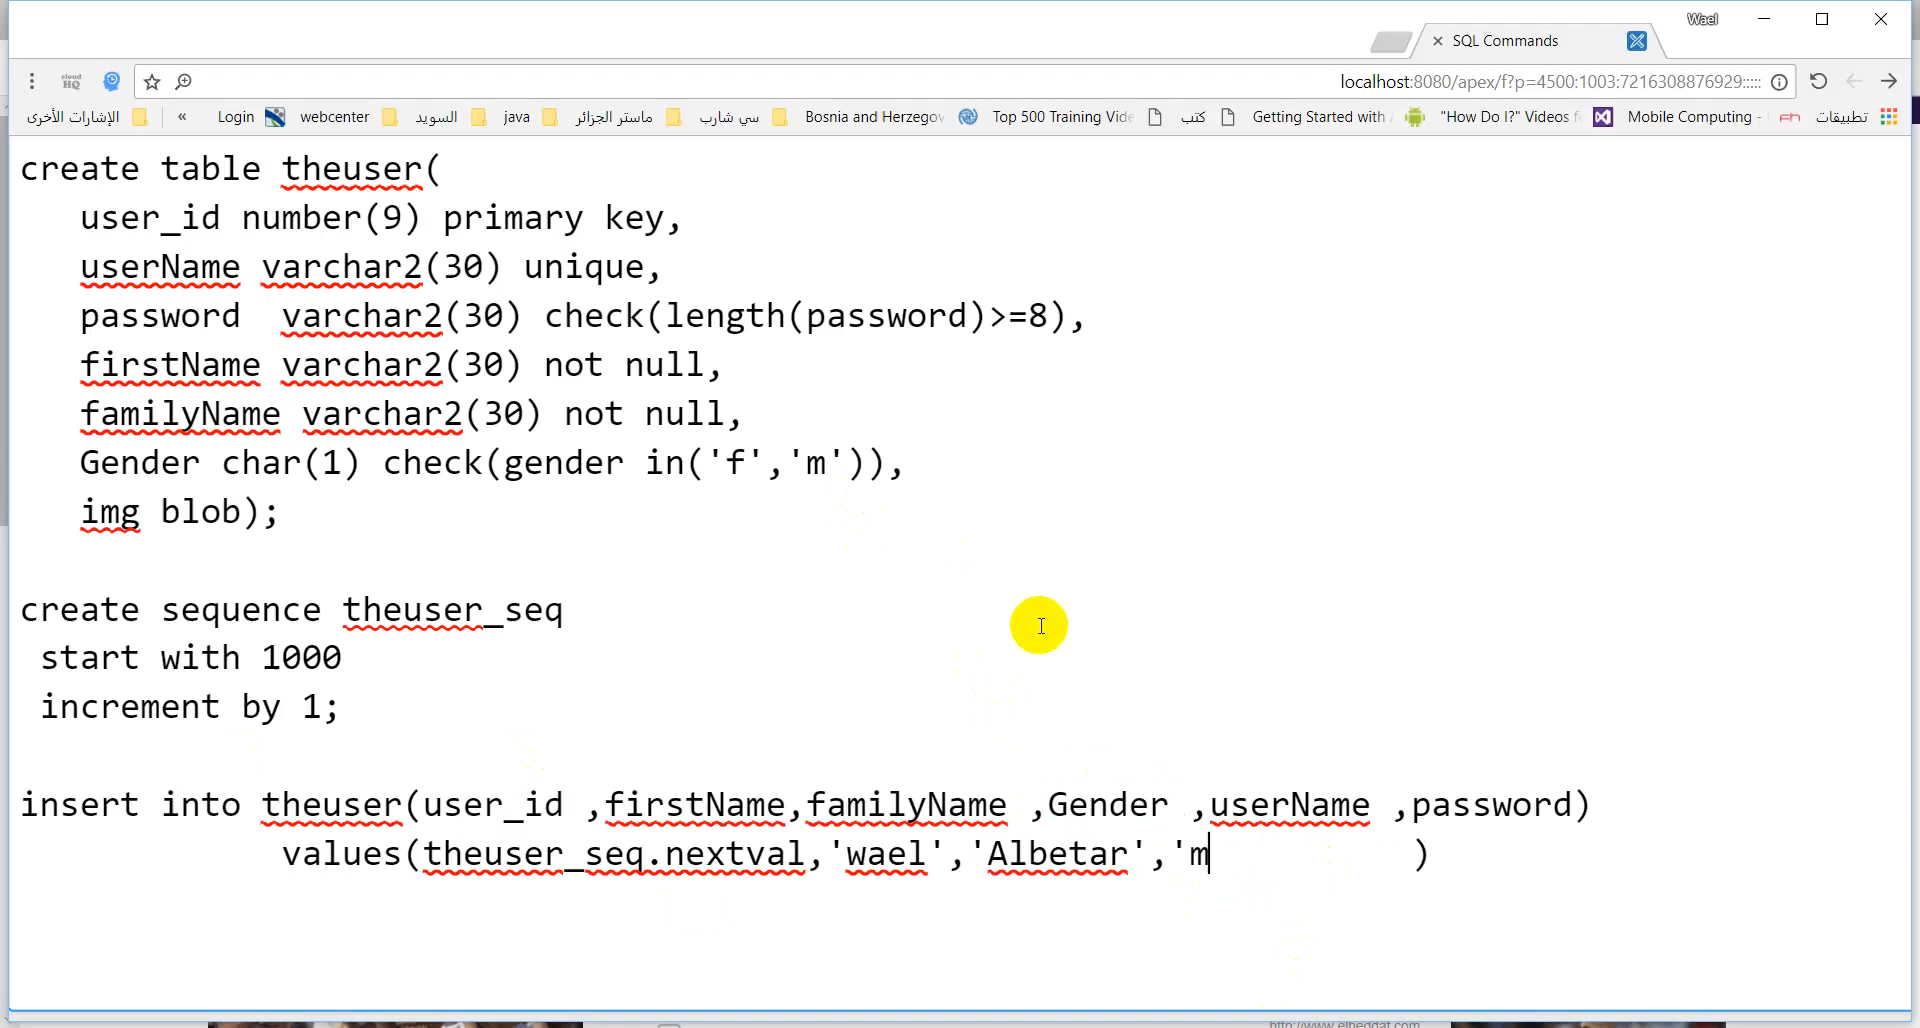 Wael
SQL Commands
cloud HQ
localhost:8080/apex/f?p=4500:1003:7216308876929:::::
الإشارات الأخرى « Login webcenter السويد java ماستر الجزائر سي شارب Bosnia and Herzegov Top 500 Training Vide كتب Getting Started with "How Do I?" Videos f Mobile Computing - تطبيقات
create table theuser(
user_id number(9) primary key,
userName varchar2(30) unique,
password varchar2(30) check(length(password)>=8),
firstName varchar2(30) not null,
familyName varchar2(30) not null,
Gender char(1) check(gender in('f','m')),
img blob);
create sequence theuser_seq
start with 1000
increment by 1;
insert into theuser(user_id ,firstName,familyName ,Gender ,userName ,password)
values(theuser_seq.nextval,'wael','Albetar','m )